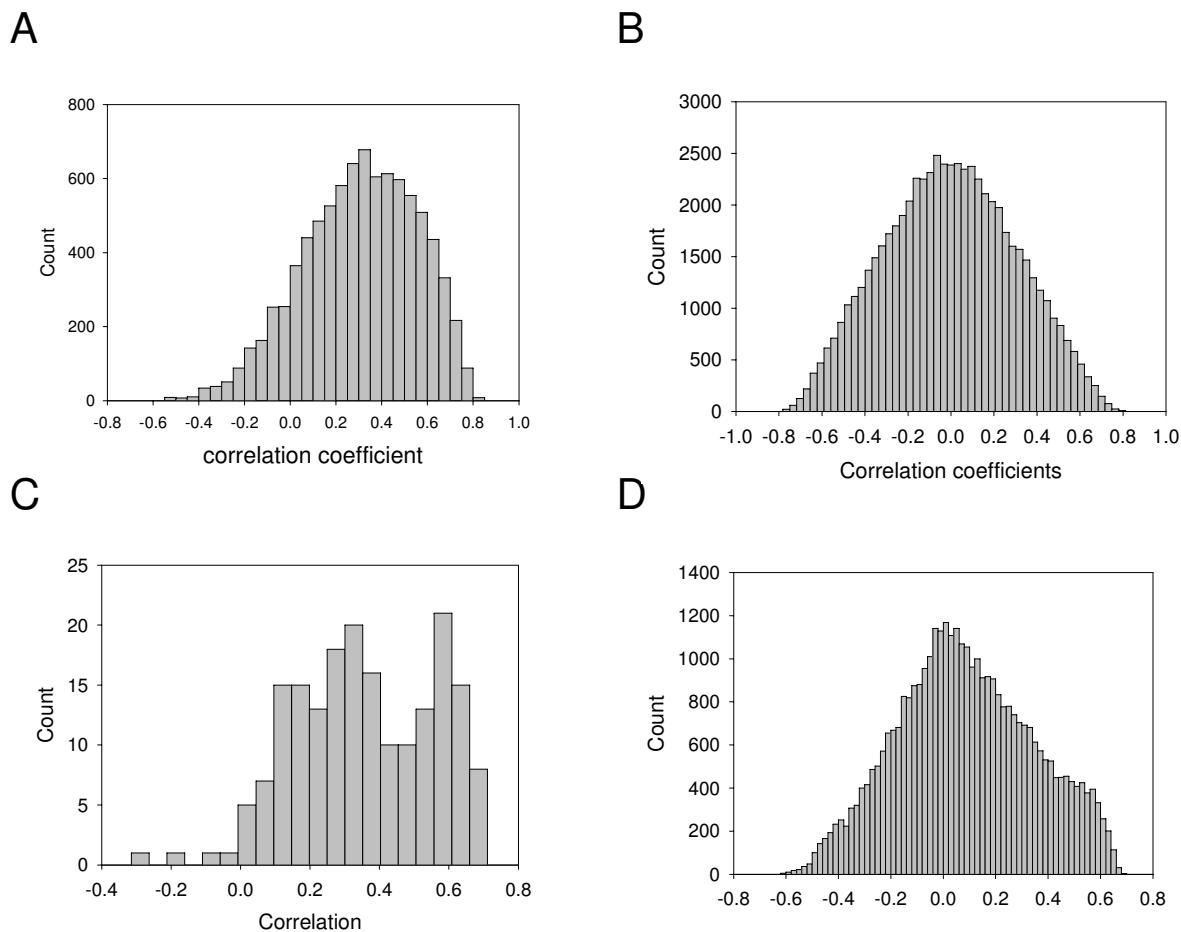 A
800
600
400
200
0
Count
-0.8 -0.6 -0.4 -0.2 0.0 0.2 0.4 0.6 0.8 1.0
correlation coefficient
B
3000
2500
2000
1500
1000
500
0
Count
-1.0 -0.8 -0.6 -0.4 -0.2 0.0 0.2 0.4 0.6 0.8 1.0
Correlation coefficients
C
25
20
15
10
5
0
Count
-0.4 -0.2 0.0 0.2 0.4 0.6 0.8
Correlation
D
1400
1200
1000
800
600
400
200
0
Count
-0.8 -0.6 -0.4 -0.2 0.0 0.2 0.4 0.6 0.8